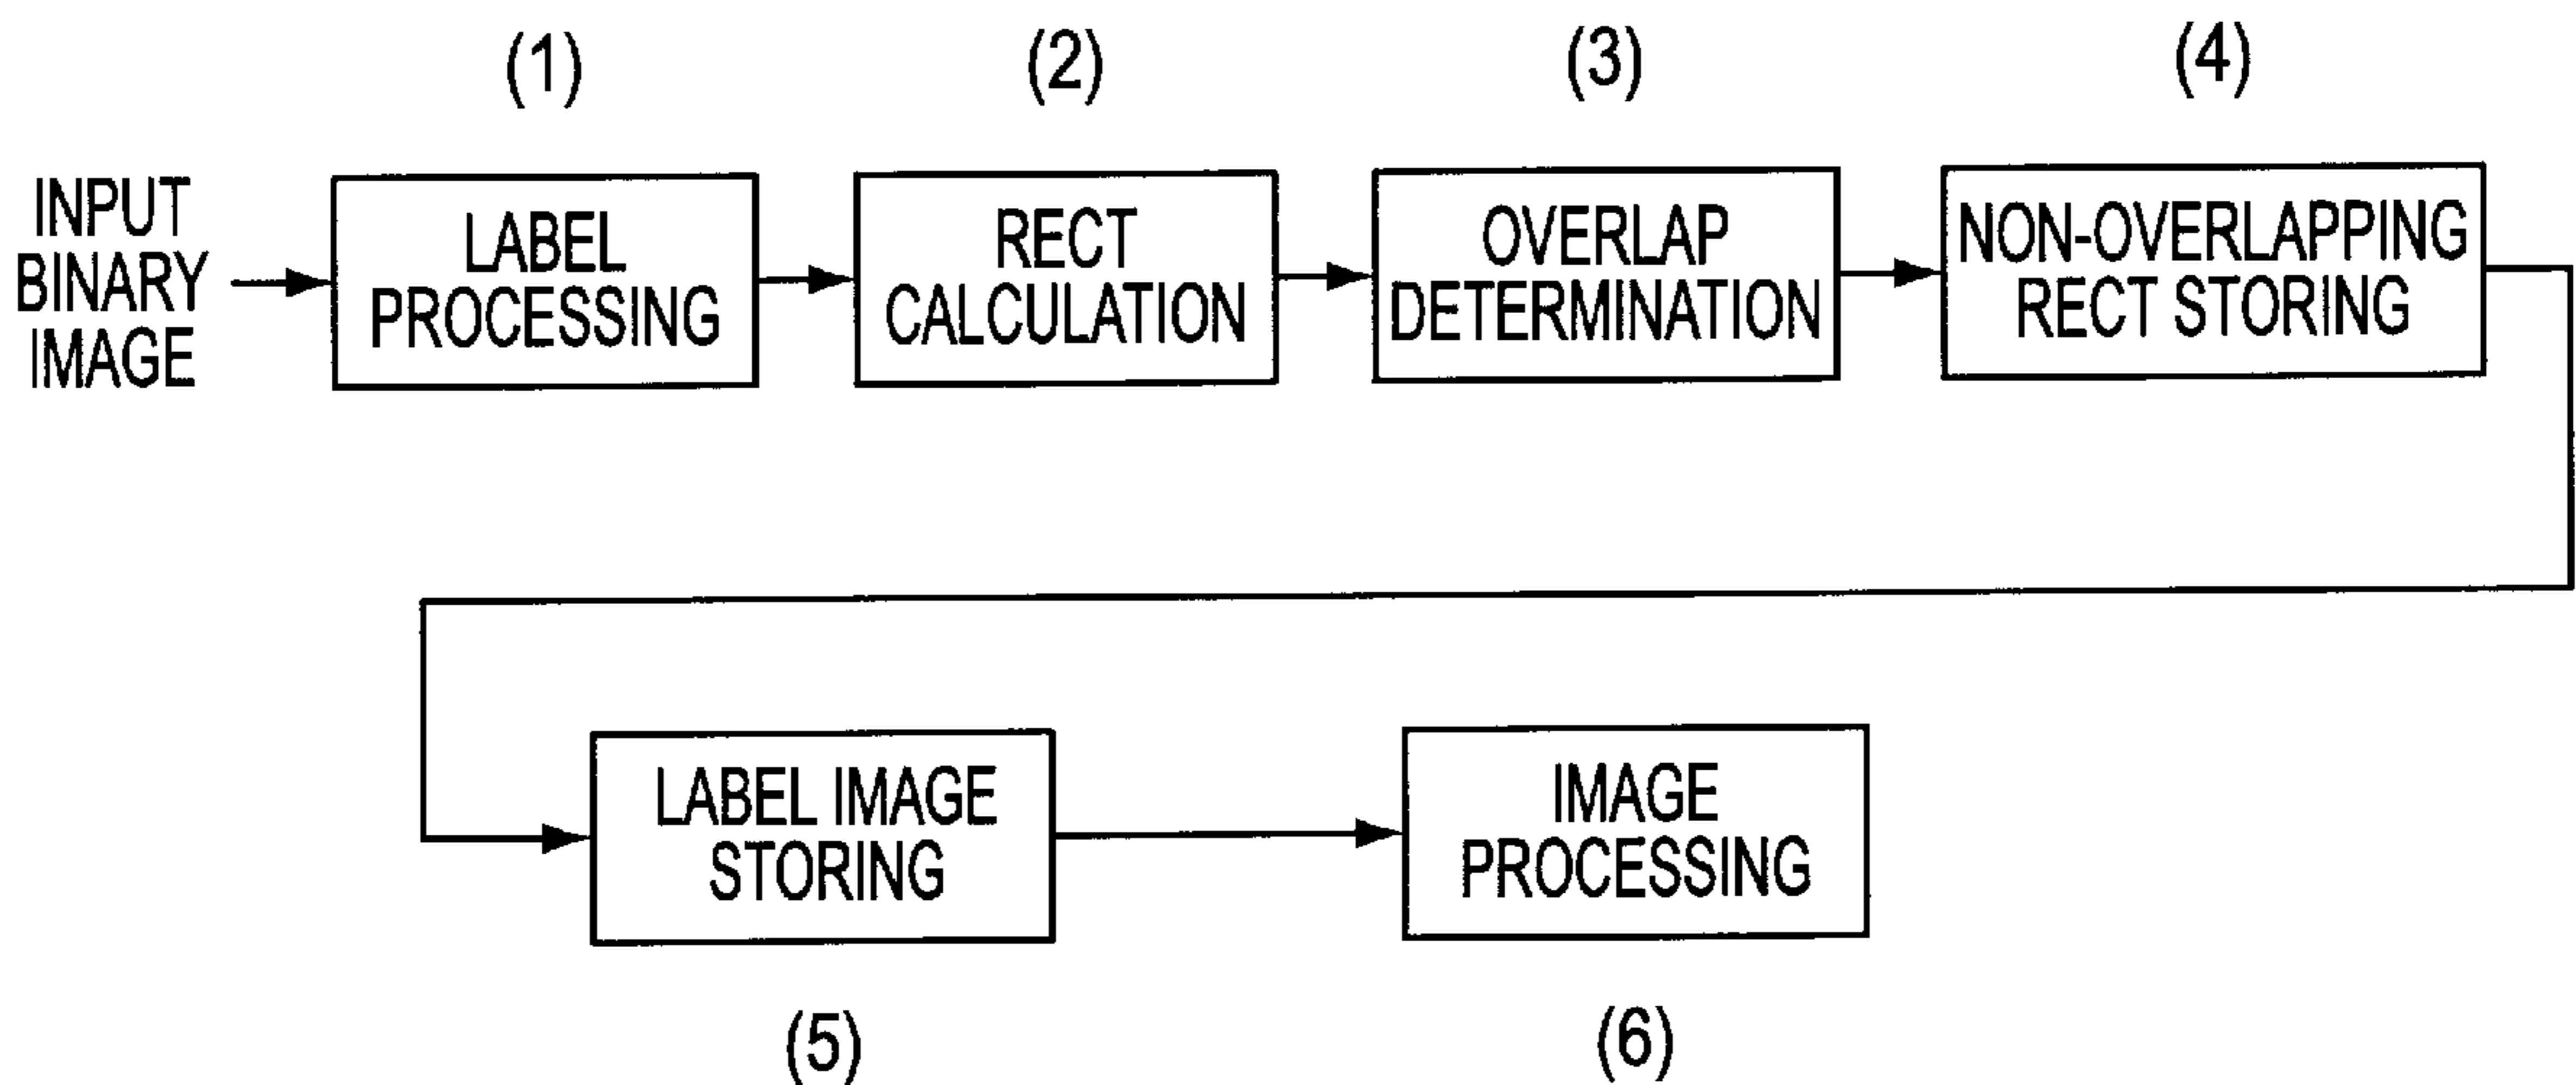 (1)
(2)
(3)
(4)
INPUT
BINARY
IMAGE
LABEL
PROCESSING
RECT
CALCULATION
OVERLAP
DETERMINATION
NON-OVERLAPPING
RECT STORING
LABEL IMAGE
STORING
IMAGE
PROCESSING
(5)
(6)